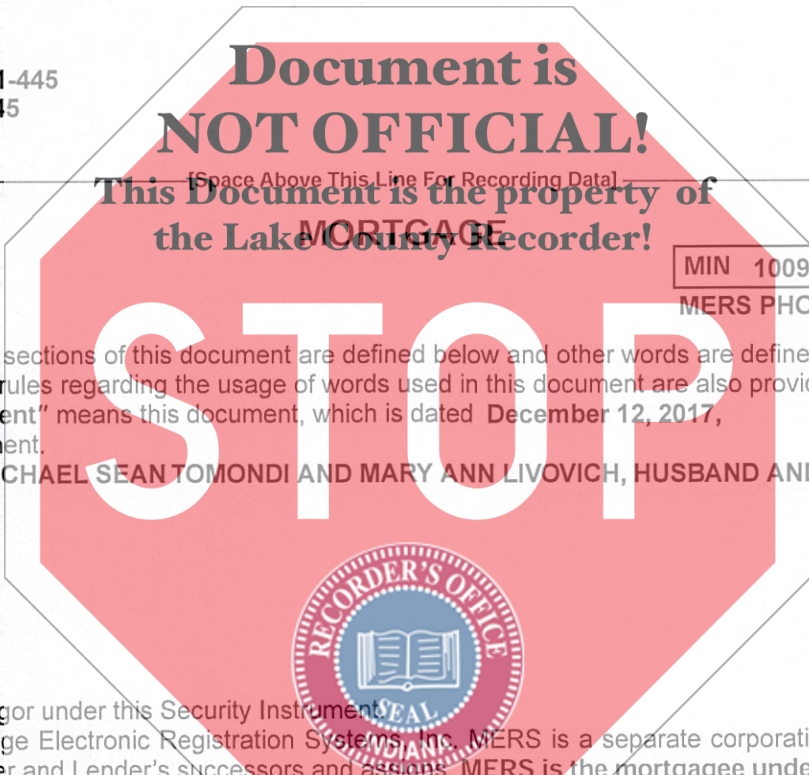 1-445
45
Document is
NOT OFFICIAL!
[Space Above This Line For Recording Data]
This Document is the property of
MORTGAGE
the Lake County Recorder!
MIN 1009
MERS PHO
STOP
sections of this document are defined below and other words are define
rules regarding the usage of words used in this document are also provid
ent" means this document, which is dated December 12, 2017,
ent.
CHAEL SEAN TOMONDI AND MARY ANN LIVOVICH, HUSBAND AND
RECORDER'S OFFICE
SEAL
INDIANA
gor under this Security Instrument.
ge Electronic Registration Systems, Inc. MERS is a separate corporati
er and Lender's successors and assigns. MERS is the mortgagee unde